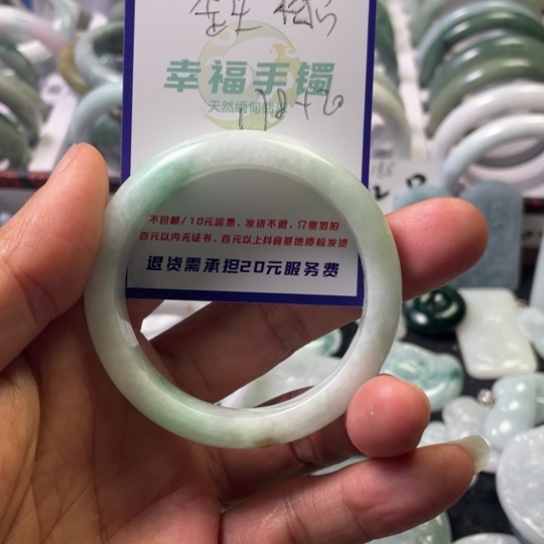 幸福手镯
天然缅甸翡翠
不包邮/10元运费,发货不退,介意勿拍
百元以内无证书,百元以上抖音基地质检发货
退货需承担20元服务费